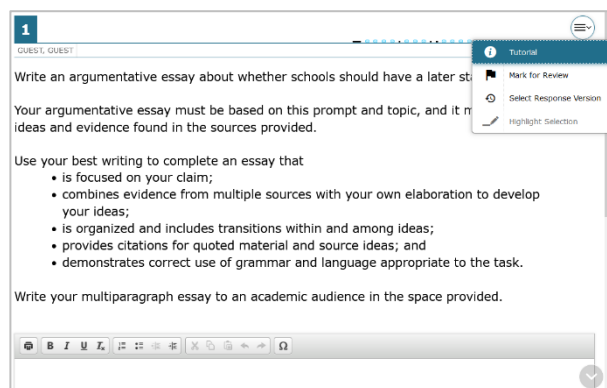 1
GUEST, GUEST
Tutorial
Mark for Review
Select Response Version
Highlight Selection
Write an argumentative essay about whether schools should have a later
Your argumentative essay must be based on this prompt and topic, and it
ideas and evidence found in the sources provided.
Use your best writing to complete an essay that
• is focused on your claim;
• combines evidence from multiple sources with your own elaboration to develop
your ideas;
• is organized and includes transitions within and among ideas;
• provides citations for quoted material and source ideas; and
• demonstrates correct use of grammar and language appropriate to the task.
Write your multiparagraph essay to an academic audience in the space provided.
B I U Tx Ω